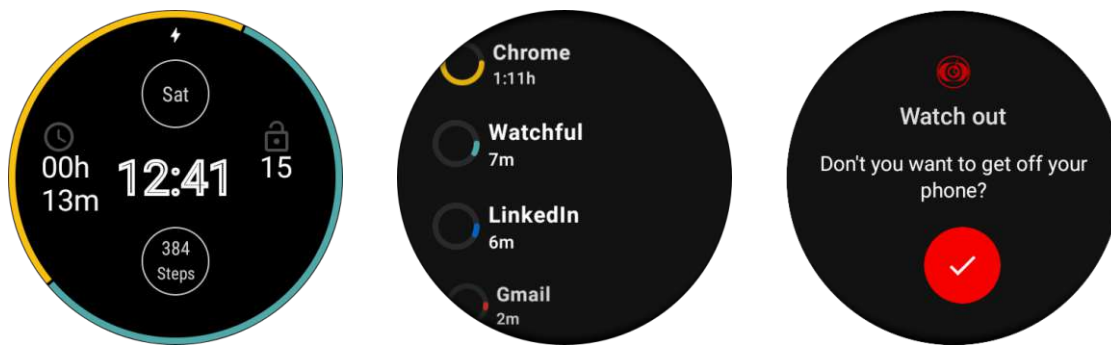 Sat
00h
13m
12:41
15
384
Steps
Chrome
1:11h
Watchful
7m
LinkedIn
6m
Gmail
2m
Watch out
Don't you want to get off your
phone?